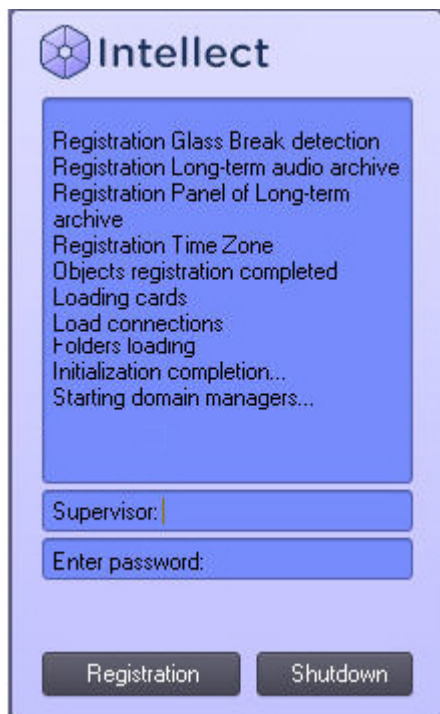 Intellect
Registration Glass Break detection
Registration Long-term audio archive
Registration Panel of Long-term
archive
Registration Time Zone
Objects registration completed
Loading cards
Load connections
Folders loading
Initialization completion...
Starting domain managers...
Supervisor:
Enter password:
Registration
Shutdown